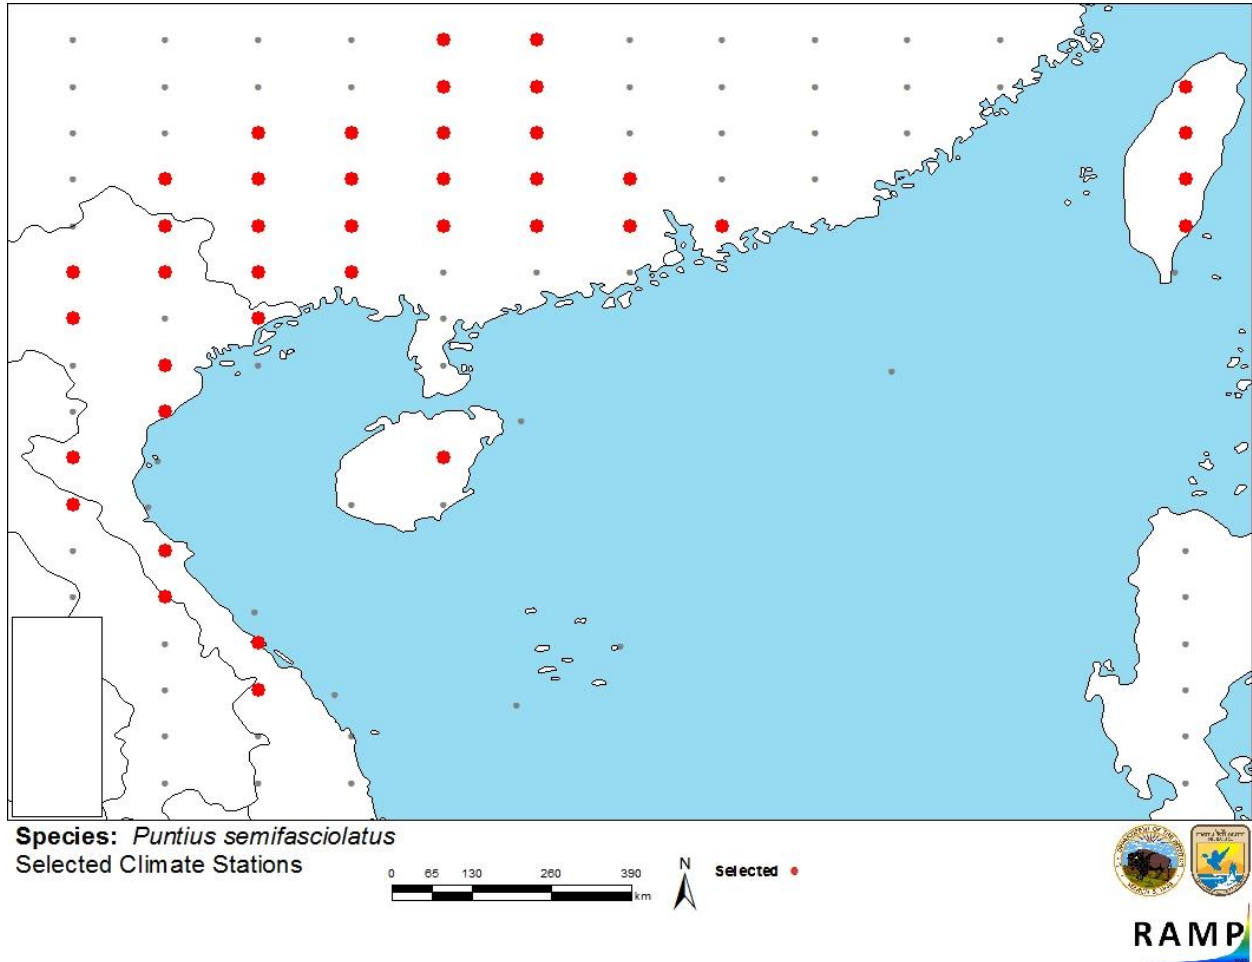 Species: Puntius semifasciolatus
Selected Climate Stations
0 65 130 260 390
km
N
Selected
RAMP